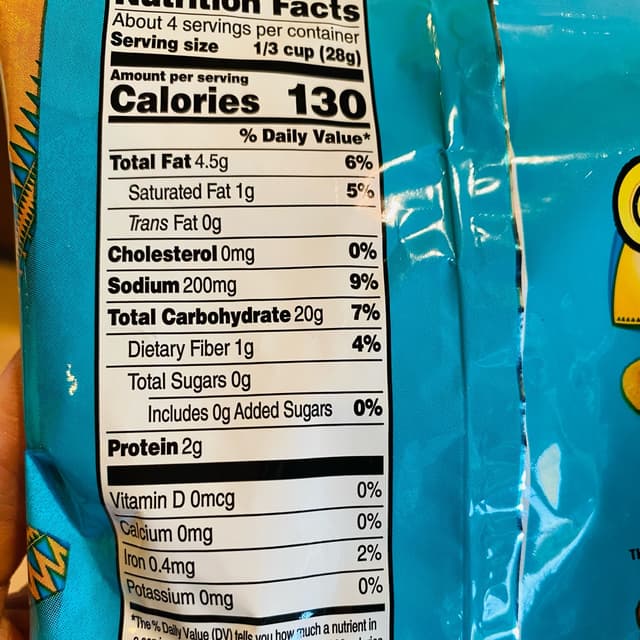 Nutrition Facts
About 4 servings per container
Serving size 1/3 cup (28g)
Amount per serving
Calories 130
% Daily Value*
Total Fat 4.5g 6%
Saturated Fat 1g 5%
Trans Fat 0g
Cholesterol 0mg 0%
Sodium 200mg 9%
Total Carbohydrate 20g 7%
Dietary Fiber 1g 4%
Total Sugars 0g
Includes 0g Added Sugars 0%
Protein 2g
Vitamin D 0mcg 0%
Calcium 0mg 0%
Iron 0.4mg 2%
Potassium 0mg 0%
*The % Daily Value (DV) tells you how much a nutrient in